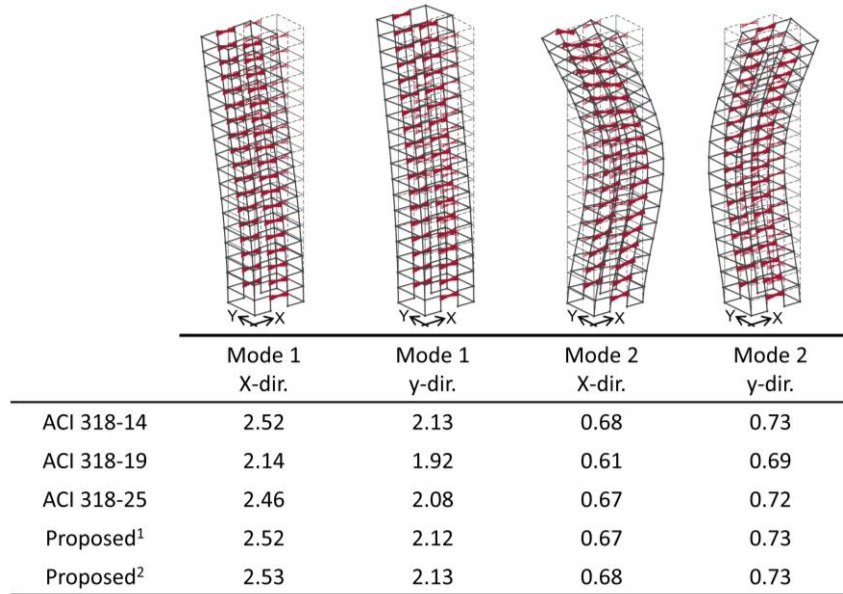 Y X Y X Y X Y X
Mode 1 Mode 1 Mode 2 Mode 2
X-dir. y-dir. X-dir. y-dir.
ACI 318-14 2.52 2.13 0.68 0.73
ACI 318-19 2.14 1.92 0.61 0.69
ACI 318-25 2.46 2.08 0.67 0.72
Proposed¹ 2.52 2.12 0.67 0.73
Proposed² 2.53 2.13 0.68 0.73